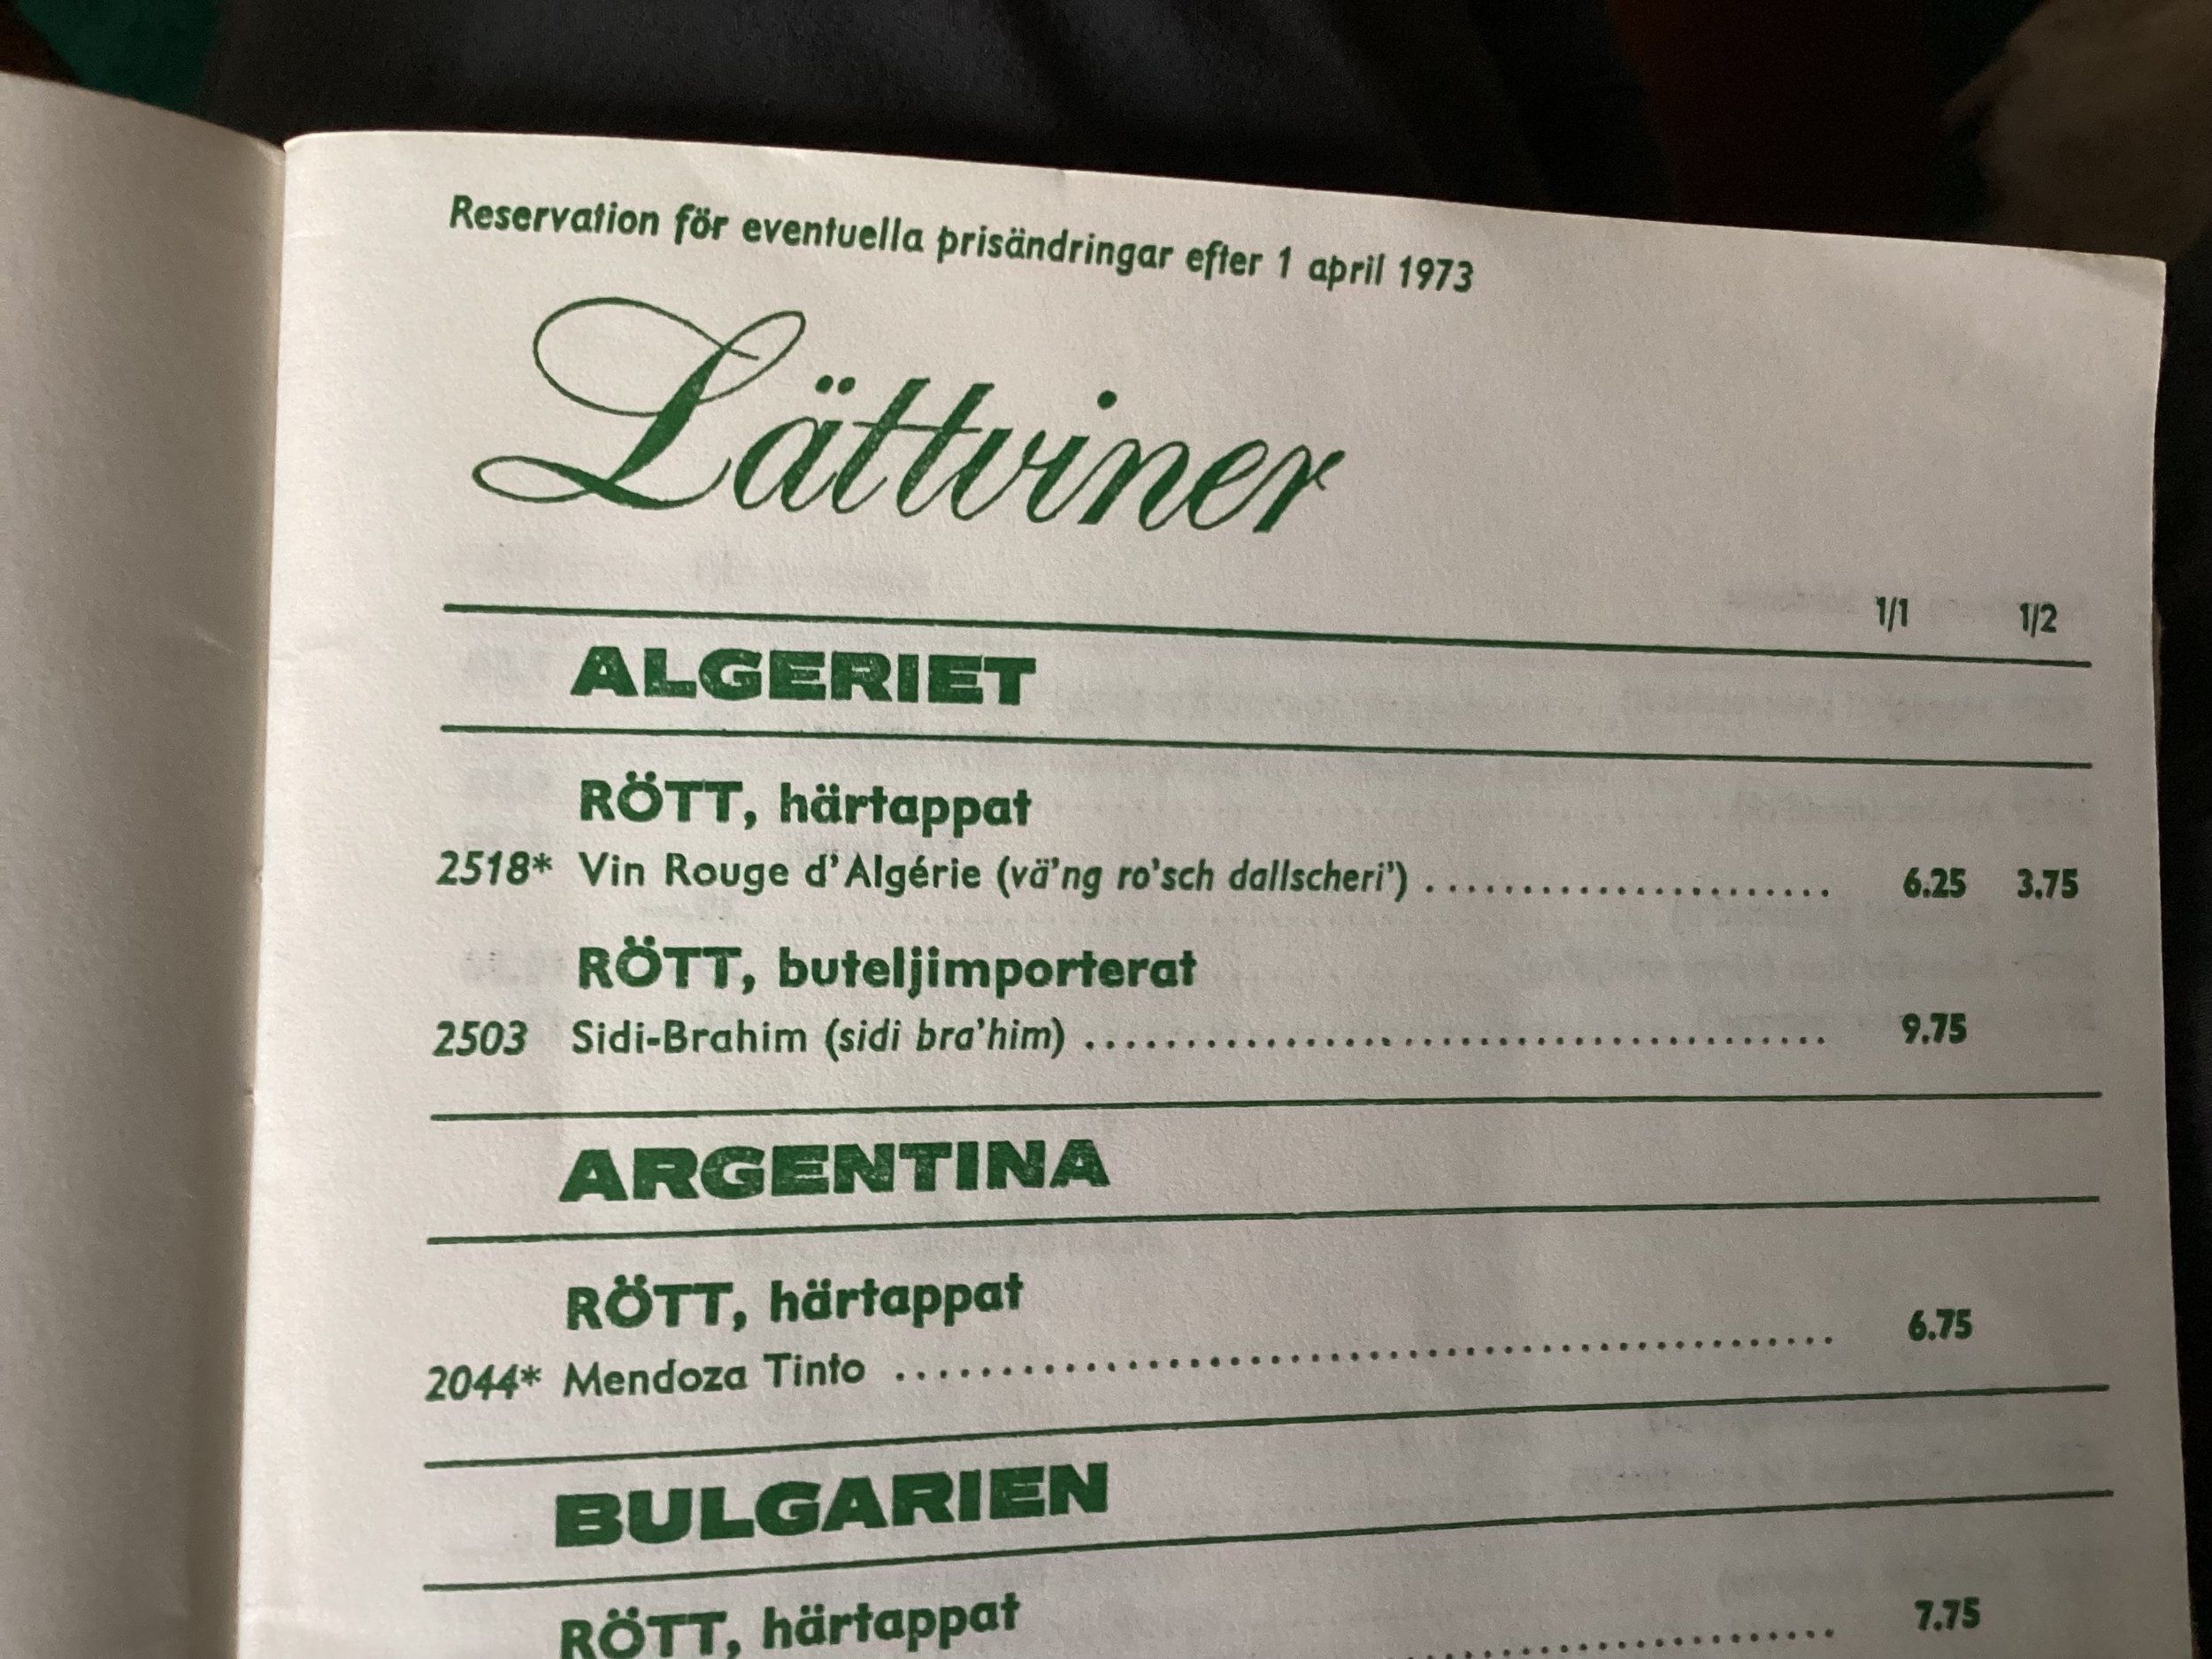 Reservation för eventuella prisändringar efter 1 april 1973
Lättviner
1/1 1/2
ALGERIET
RÖTT, härtappat
2518* Vin Rouge d'Algérie (vä'ng ro'sch dallscheri') ........................ 6.25 3.75
RÖTT, buteljimporterat
2503 Sidi-Brahim (sidi bra'him) ............................................ 9.75
ARGENTINA
RÖTT, härtappat
2044* Mendoza Tinto ........................................................ 6.75
BULGARIEN
RÖTT, härtappat
7.75